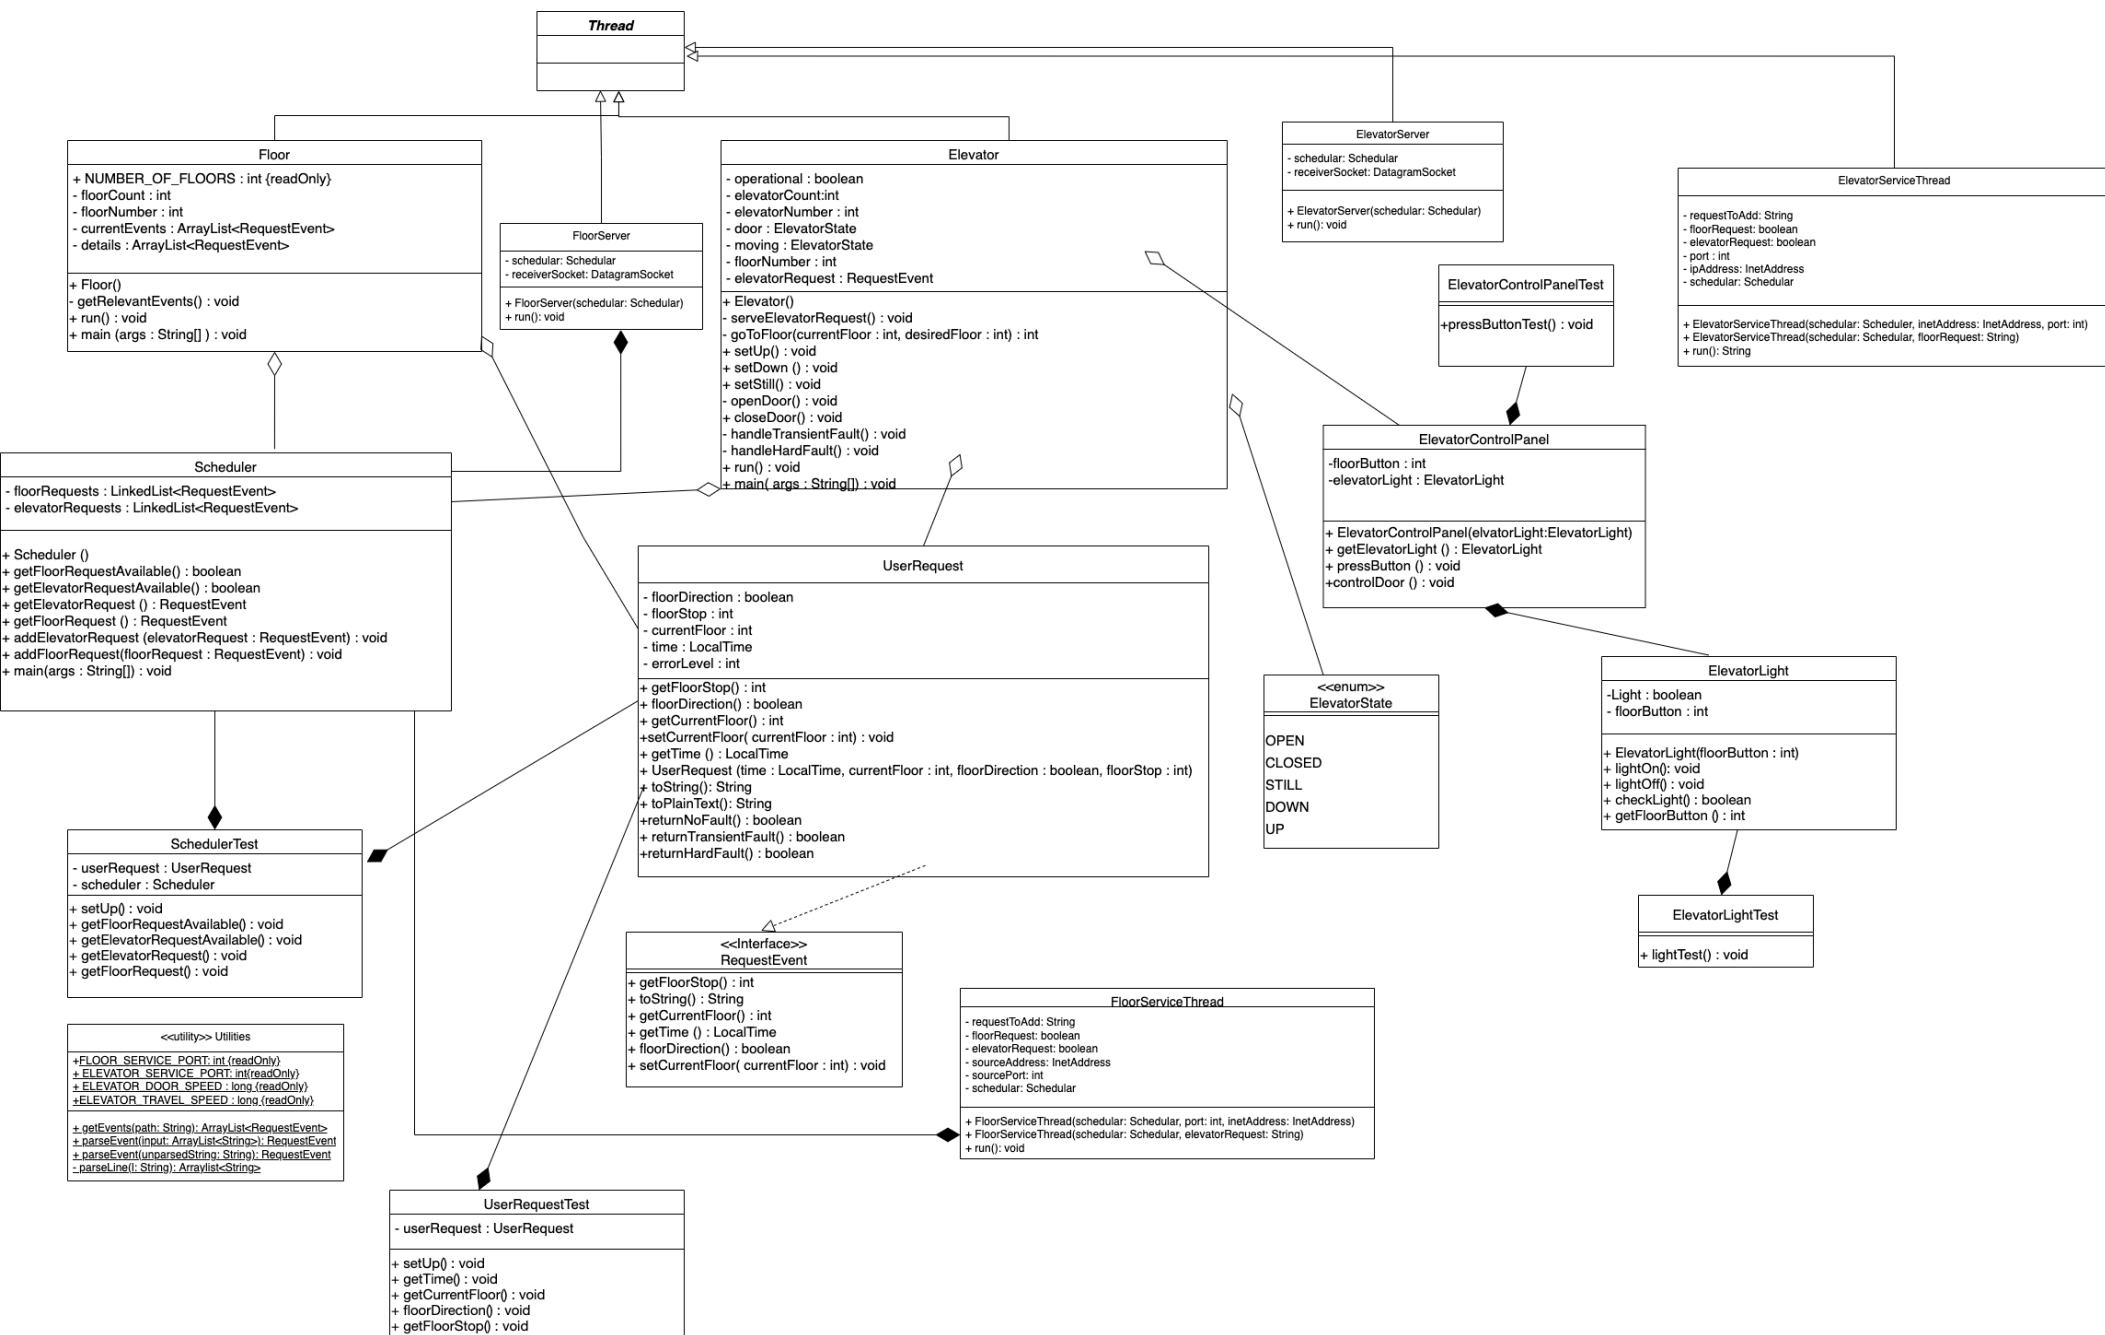 Thread
Floor
+ NUMBER_OF_FLOORS : int {readOnly}
- floorCount : int
- floorNumber : int
- currentEvents : ArrayList<RequestEvent>
- details : ArrayList<RequestEvent>
+ Floor()
- getRelevantEvents() : void
+ run() : void
+ main (args : String[] ) : void
FloorServer
- schedular: Schedular
- receiverSocket: DatagramSocket
+ FloorServer(schedular: Schedular)
+ run(): void
Elevator
- operational : boolean
- elevatorCount:int
- elevatorNumber : int
- door : ElevatorState
- moving : ElevatorState
- floorNumber : int
- elevatorRequest : RequestEvent
+ Elevator()
- serveElevatorRequest() : void
- goToFloor(currentFloor : int, desiredFloor : int) : int
+ setUp() : void
+ setDown () : void
+ setStill() : void
- openDoor() : void
+ closeDoor() : void
- handleTransientFault() : void
- handleHardFault() : void
+ run() : void
+ main( args : String[]) : void
ElevatorServer
- schedular: Schedular
- receiverSocket: DatagramSocket
+ ElevatorServer(schedular: Schedular)
+ run(): void
ElevatorServiceThread
- requestToAdd: String
- floorRequest: boolean
- elevatorRequest: boolean
- port : int
- ipAddress: InetAddress
- schedular: Schedular
+ ElevatorServiceThread(schedular: Scheduler, inetAddress: InetAddress, port: int)
+ ElevatorServiceThread(schedular: Schedular, floorRequest: String)
+ run(): String
ElevatorControlPanelTest
+pressButtonTest() : void
ElevatorControlPanel
-floorButton : int
-elevatorLight : ElevatorLight
+ ElevatorControlPanel(elvatorLight:ElevatorLight)
+ getElevatorLight () : ElevatorLight
+ pressButton () : void
+controlDoor () : void
Scheduler
- floorRequests : LinkedList<RequestEvent>
- elevatorRequests : LinkedList<RequestEvent>
+ Scheduler ()
+ getFloorRequestAvailable() : boolean
+ getElevatorRequestAvailable() : boolean
+ getElevatorRequest () : RequestEvent
+ getFloorRequest () : RequestEvent
+ addElevatorRequest (elevatorRequest : RequestEvent) : void
+ addFloorRequest(floorRequest : RequestEvent) : void
+ main(args : String[]) : void
UserRequest
- floorDirection : boolean
- floorStop : int
- currentFloor : int
- time : LocalTime
- errorLevel : int
+ getFloorStop() : int
+ floorDirection() : boolean
+ getCurrentFloor() : int
+setCurrentFloor( currentFloor : int) : void
+ getTime () : LocalTime
+ UserRequest (time : LocalTime, currentFloor : int, floorDirection : boolean, floorStop : int)
+ toString(): String
+ toPlainText(): String
+returnNoFault() : boolean
+ returnTransientFault() : boolean
+returnHardFault() : boolean
<<enum>>
ElevatorState
OPEN
CLOSED
STILL
DOWN
UP
ElevatorLight
-Light : boolean
- floorButton : int
+ ElevatorLight(floorButton : int)
+ lightOn(): void
+ lightOff() : void
+ checkLight() : boolean
+ getFloorButton () : int
ElevatorLightTest
+ lightTest() : void
SchedulerTest
- userRequest : UserRequest
- scheduler : Scheduler
+ setUp() : void
+ getFloorRequestAvailable() : void
+ getElevatorRequestAvailable() : void
+ getElevatorRequest() : void
+ getFloorRequest() : void
<<Interface>>
RequestEvent
+ getFloorStop() : int
+ toString() : String
+ getCurrentFloor() : int
+ getTime () : LocalTime
+ floorDirection() : boolean
+ setCurrentFloor( currentFloor : int) : void
FloorServiceThread
- requestToAdd: String
- floorRequest: boolean
- elevatorRequest: boolean
- sourceAddress: InetAddress
- sourcePort: int
- schedular: Schedular
+ FloorServiceThread(schedular: Schedular, port: int, inetAddress: InetAddress)
+ FloorServiceThread(schedular: Schedular, elevatorRequest: String)
+ run(): void
<<utility>> Utilities
+FLOOR_SERVICE_PORT: int {readOnly}
+ ELEVATOR_SERVICE_PORT: int{readOnly}
+ ELEVATOR_DOOR_SPEED : long {readOnly}
+ELEVATOR_TRAVEL_SPEED : long {readOnly}
+ getEvents(path: String): ArrayList<RequestEvent>
+ parseEvent(input: ArrayList<String>): RequestEvent
+ parseEvent(unparsedString: String): RequestEvent
- parseLine(l: String): Arraylist<String>
UserRequestTest
- userRequest : UserRequest
+ setUp() : void
+ getTime() : void
+ getCurrentFloor() : void
+ floorDirection() : void
+ getFloorStop() : void